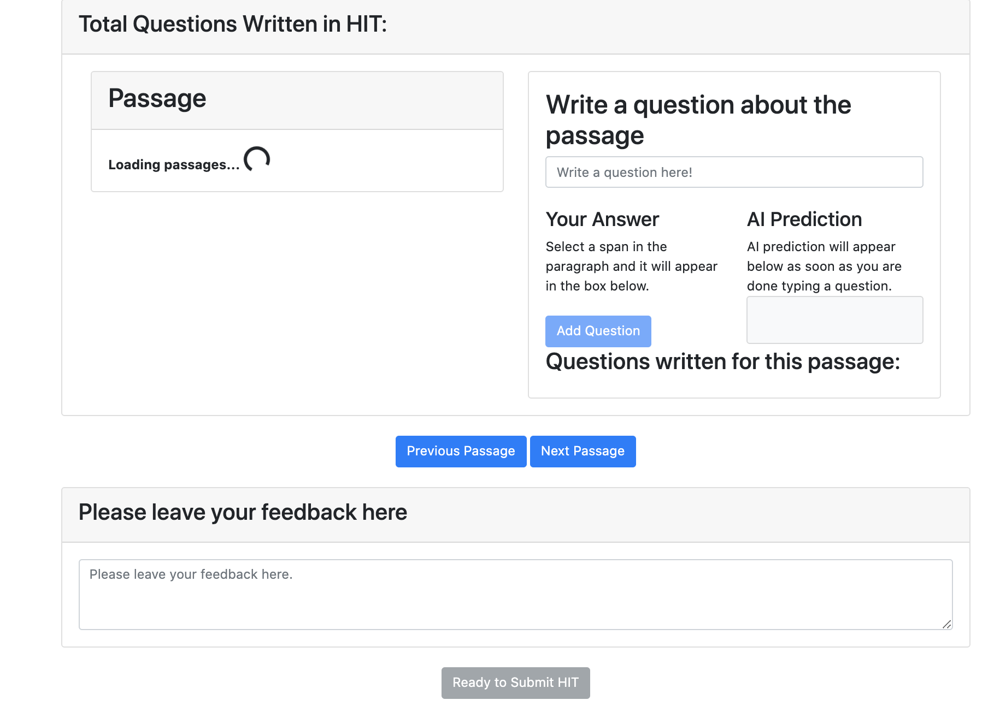 Total Questions Written in HIT:
Passage
Loading passages...
Write a question about the
passage
Write a question here!
Your Answer
Select a span in the
paragraph and it will appear
in the box below.
Add Question
AI Prediction
AI prediction will appear
below as soon as you are
done typing a question.
Questions written for this passage:
Previous Passage
Next Passage
Please leave your feedback here
Please leave your feedback here.
Ready to Submit HIT